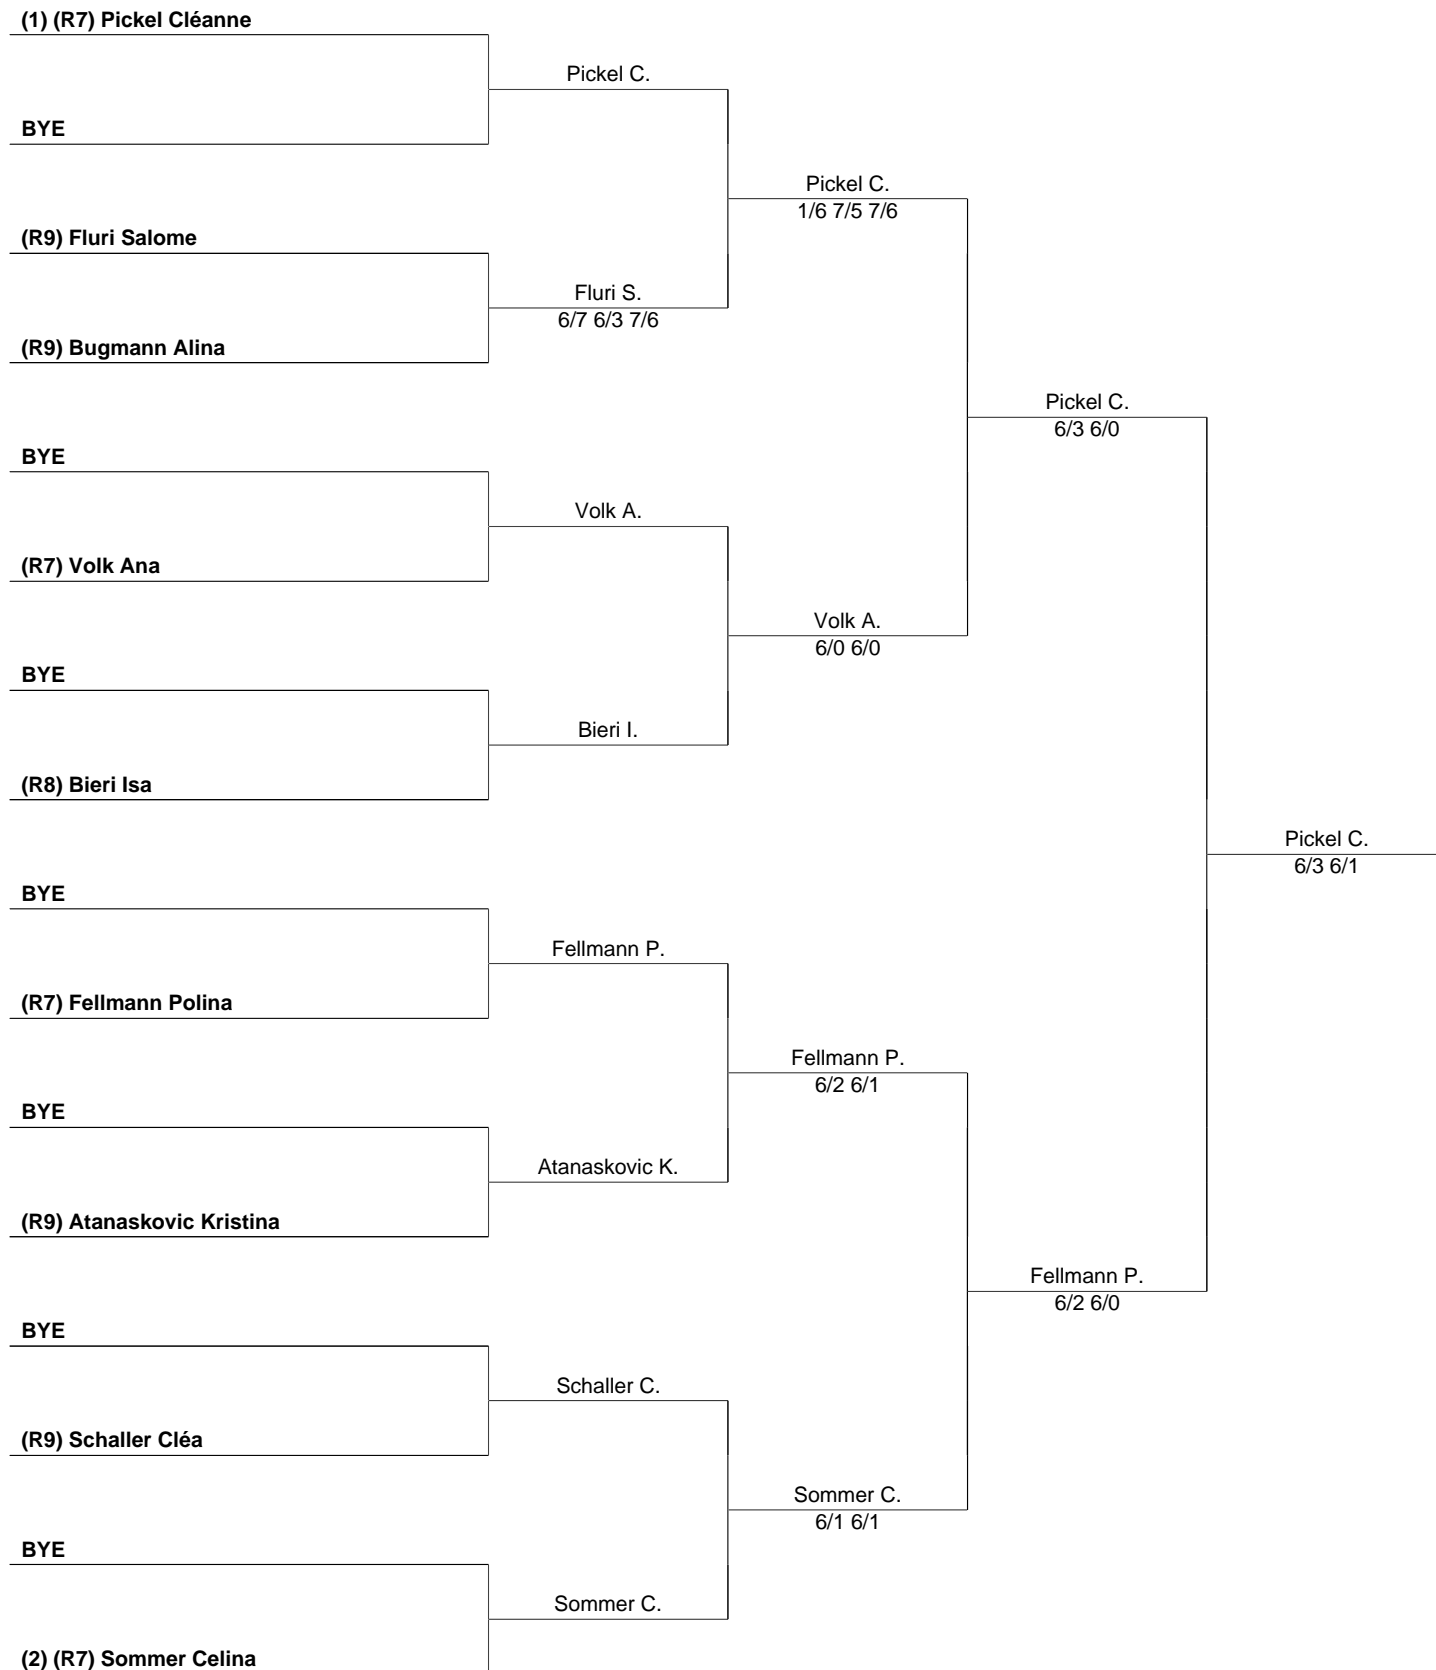 (1) (R7) Pickel Cléanne
Pickel C.
BYE
Pickel C.
1/6 7/5 7/6
(R9) Fluri Salome
Fluri S.
6/7 6/3 7/6
(R9) Bugmann Alina
Pickel C.
6/3 6/0
BYE
Volk A.
(R7) Volk Ana
Volk A.
6/0 6/0
BYE
Bieri I.
(R8) Bieri Isa
Pickel C.
6/3 6/1
BYE
Fellmann P.
(R7) Fellmann Polina
Fellmann P.
6/2 6/1
BYE
Atanaskovic K.
(R9) Atanaskovic Kristina
Fellmann P.
6/2 6/0
BYE
Schaller C.
(R9) Schaller Cléa
Sommer C.
6/1 6/1
BYE
Sommer C.
(2) (R7) Sommer Celina